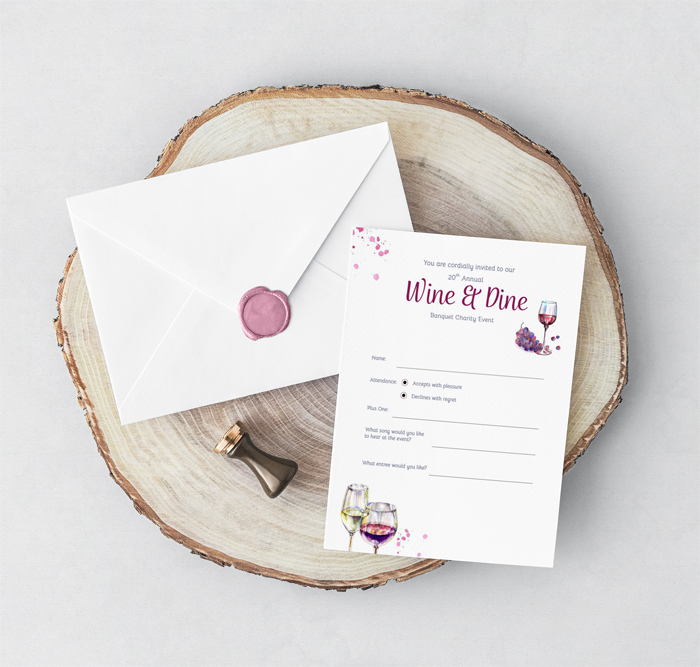 You are cordially invited to our
20th Annual
Wine & Dine
Banquet Charity Event
Name:
Attendance:
Accepts with pleasure
Declines with regret
Plus One:
What song would you like
to hear at the event?
What entree would you like?